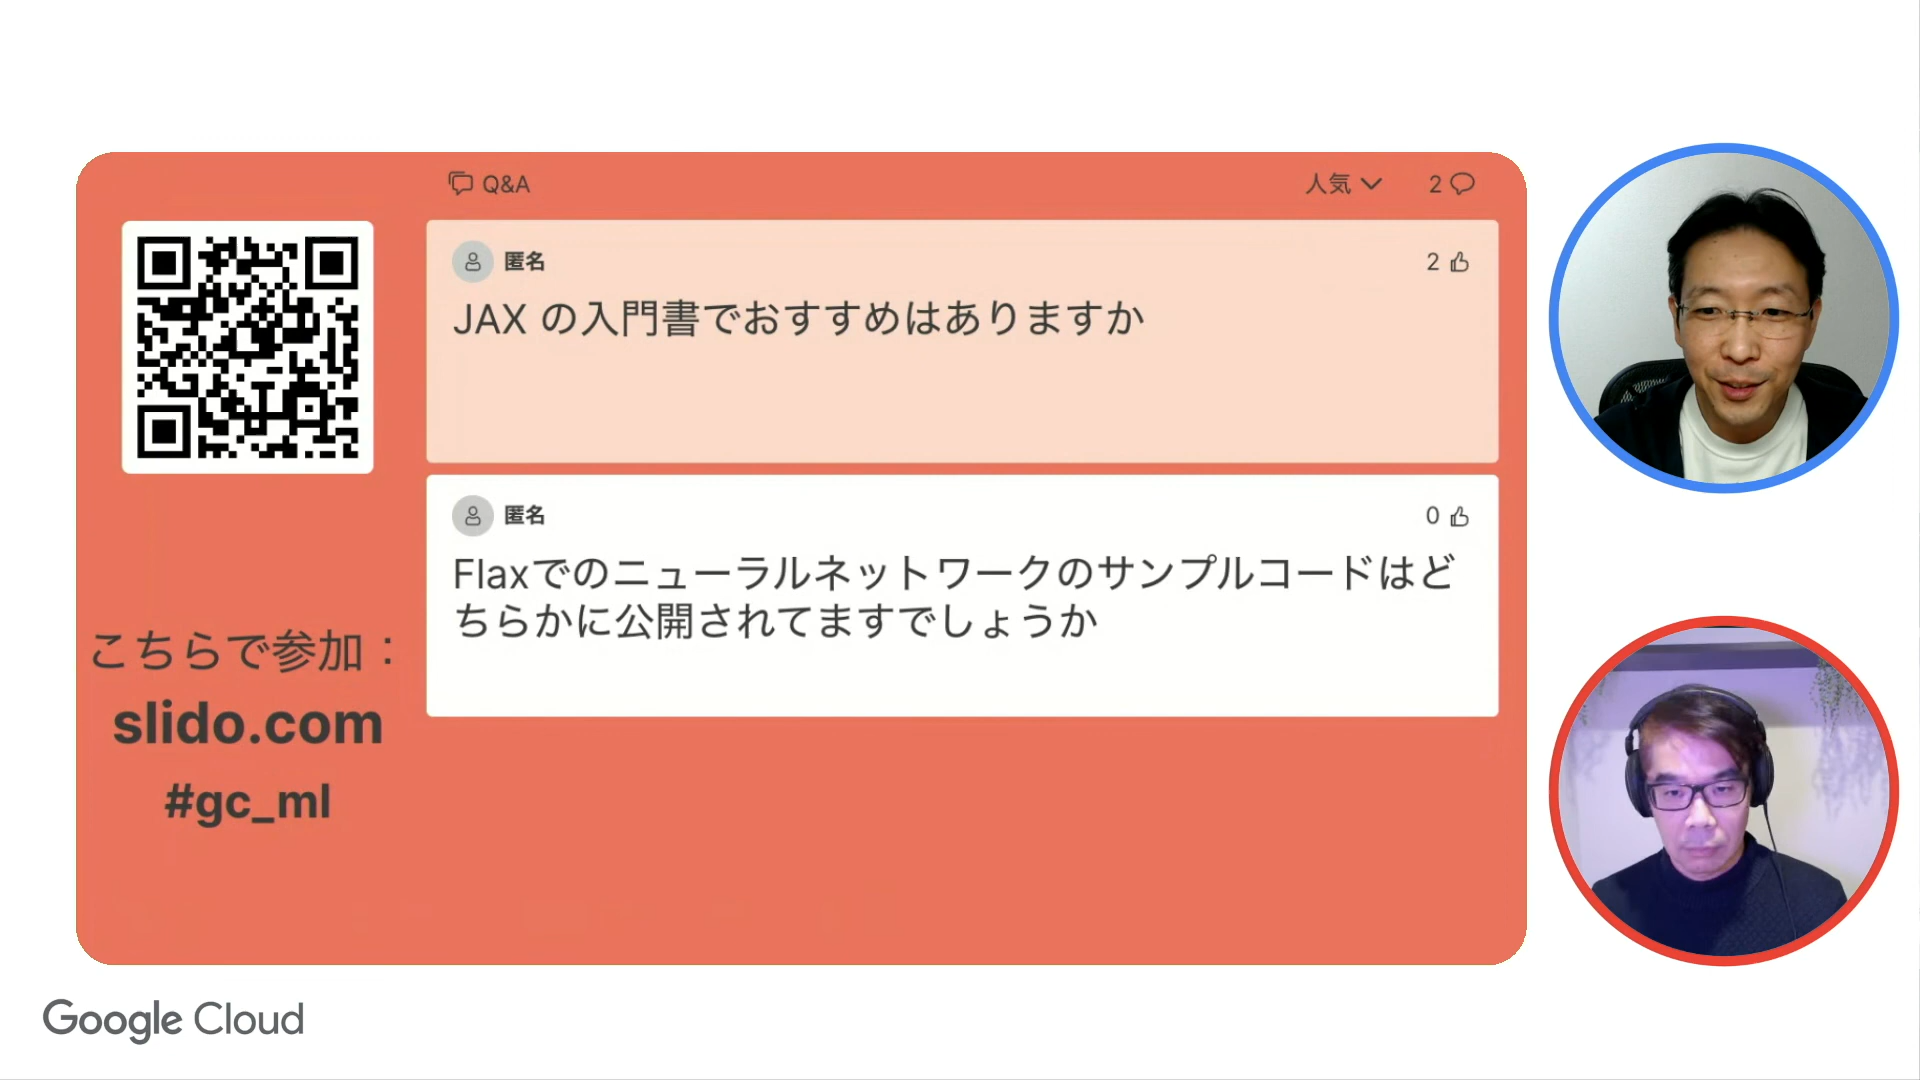 Q&A
人気
2
匿名
2
JAX の入門書でおすすめはありますか
匿名
0
Flaxでのニューラルネットワークのサンプルコードはど
ちらかに公開されてますでしょうか
こちらで参加：
slido.com
#gc_ml
Google Cloud